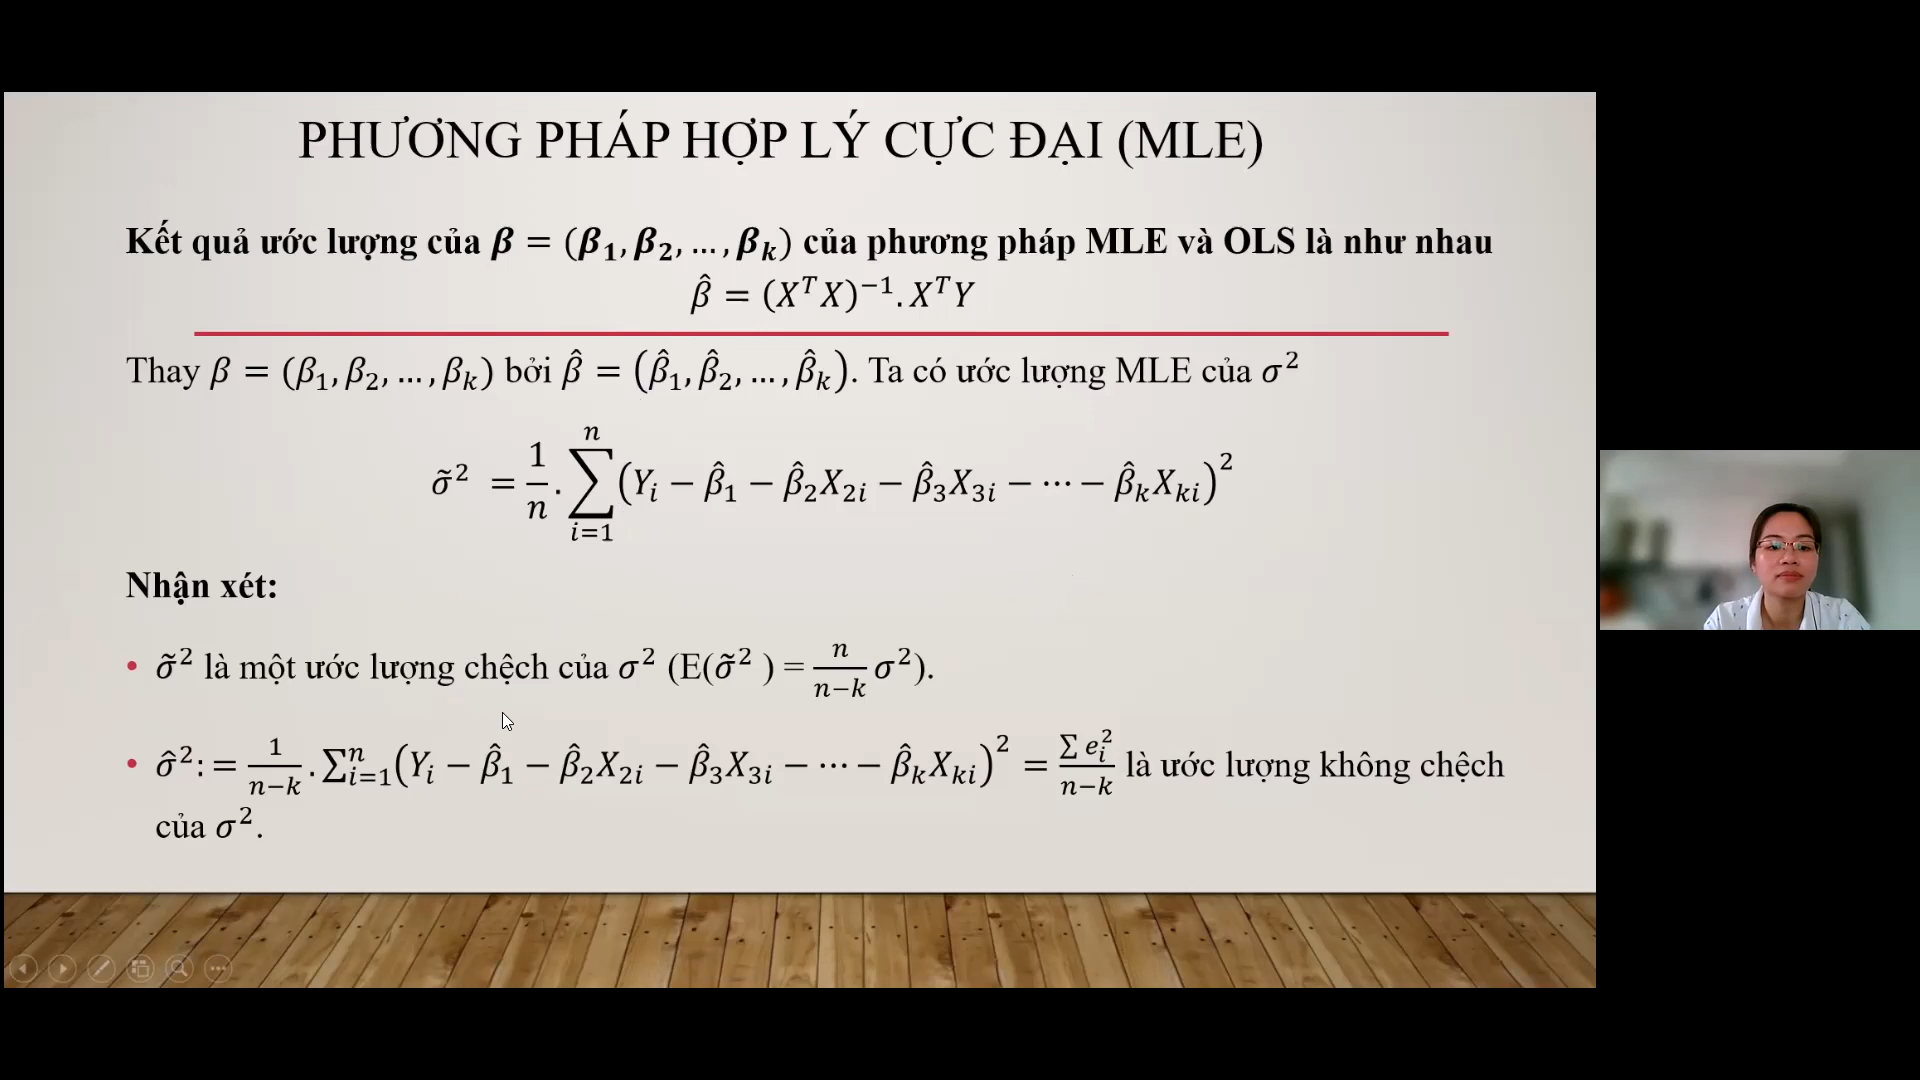 PHƯƠNG PHÁP HỢP LÝ CỰC ĐẠI (MLE)
Kết quả ước lượng của β = (β₁, β₂, …, βₖ) của phương pháp MLE và OLS là như nhau
β̂ = (XᵀX)⁻¹. XᵀY
Thay β = (β₁, β₂, …, βₖ) bởi β̂ = (β̂₁, β̂₂, …, β̂ₖ). Ta có ước lượng MLE của σ²
σ̃² = 1/n . ∑ᵢ₌₁ⁿ (Yᵢ − β̂₁ − β̂₂X₂ᵢ − β̂₃X₃ᵢ − ⋯ − β̂ₖXₖᵢ)²
Nhận xét:
• σ̃² là một ước lượng chệch của σ² (E(σ̃² ) = n/(n−k) σ²).
• σ̂²: = 1/(n−k) . ∑ᵢ₌₁ⁿ(Yᵢ − β̂₁ − β̂₂X₂ᵢ − β̂₃X₃ᵢ − ⋯ − β̂ₖXₖᵢ)² = ∑ eᵢ²/(n−k) là ước lượng không chệch
của σ².